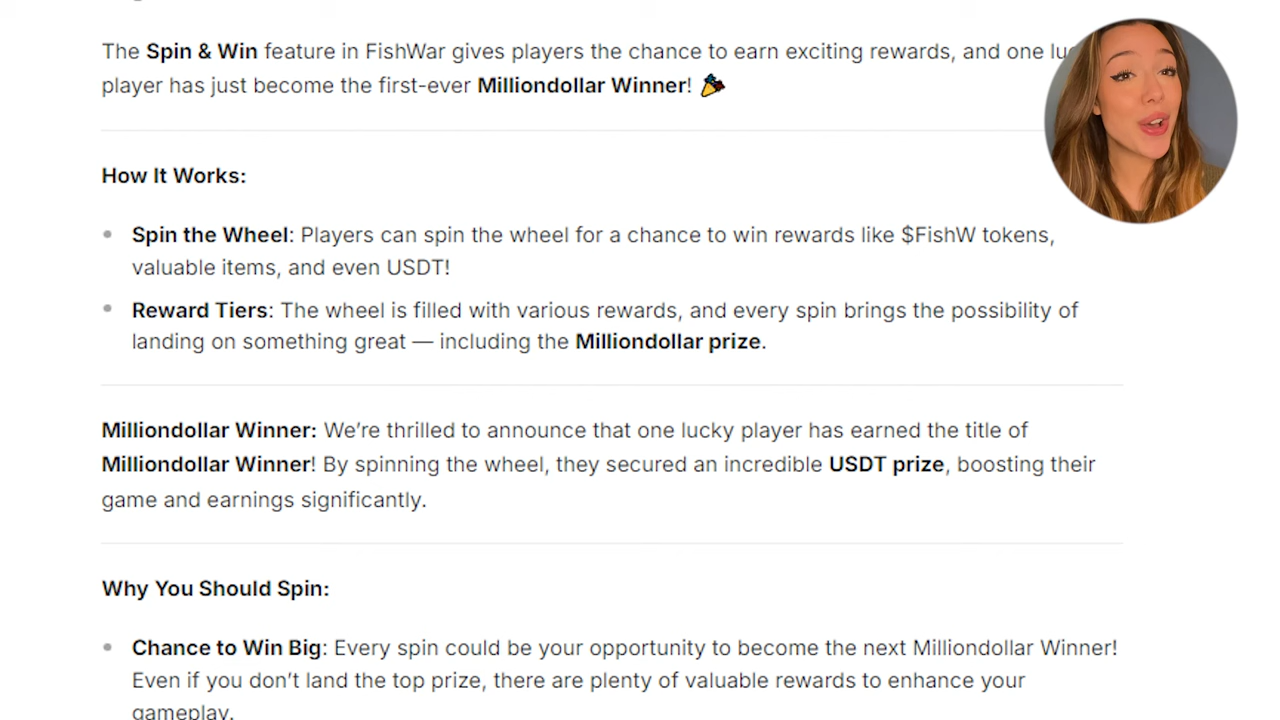 The Spin & Win feature in FishWar gives players the chance to earn exciting rewards, and one
player has just become the first-ever Milliondollar Winner! 🎉
How It Works:
Spin the Wheel: Players can spin the wheel for a chance to win rewards like $FishW tokens,
valuable items, and even USDT!
Reward Tiers: The wheel is filled with various rewards, and every spin brings the possibility of
landing on something great — including the Milliondollar prize.
Milliondollar Winner: We’re thrilled to announce that one lucky player has earned the title of
Milliondollar Winner! By spinning the wheel, they secured an incredible USDT prize, boosting their
game and earnings significantly.
Why You Should Spin:
Chance to Win Big: Every spin could be your opportunity to become the next Milliondollar Winner!
Even if you don’t land the top prize, there are plenty of valuable rewards to enhance your
gameplay.